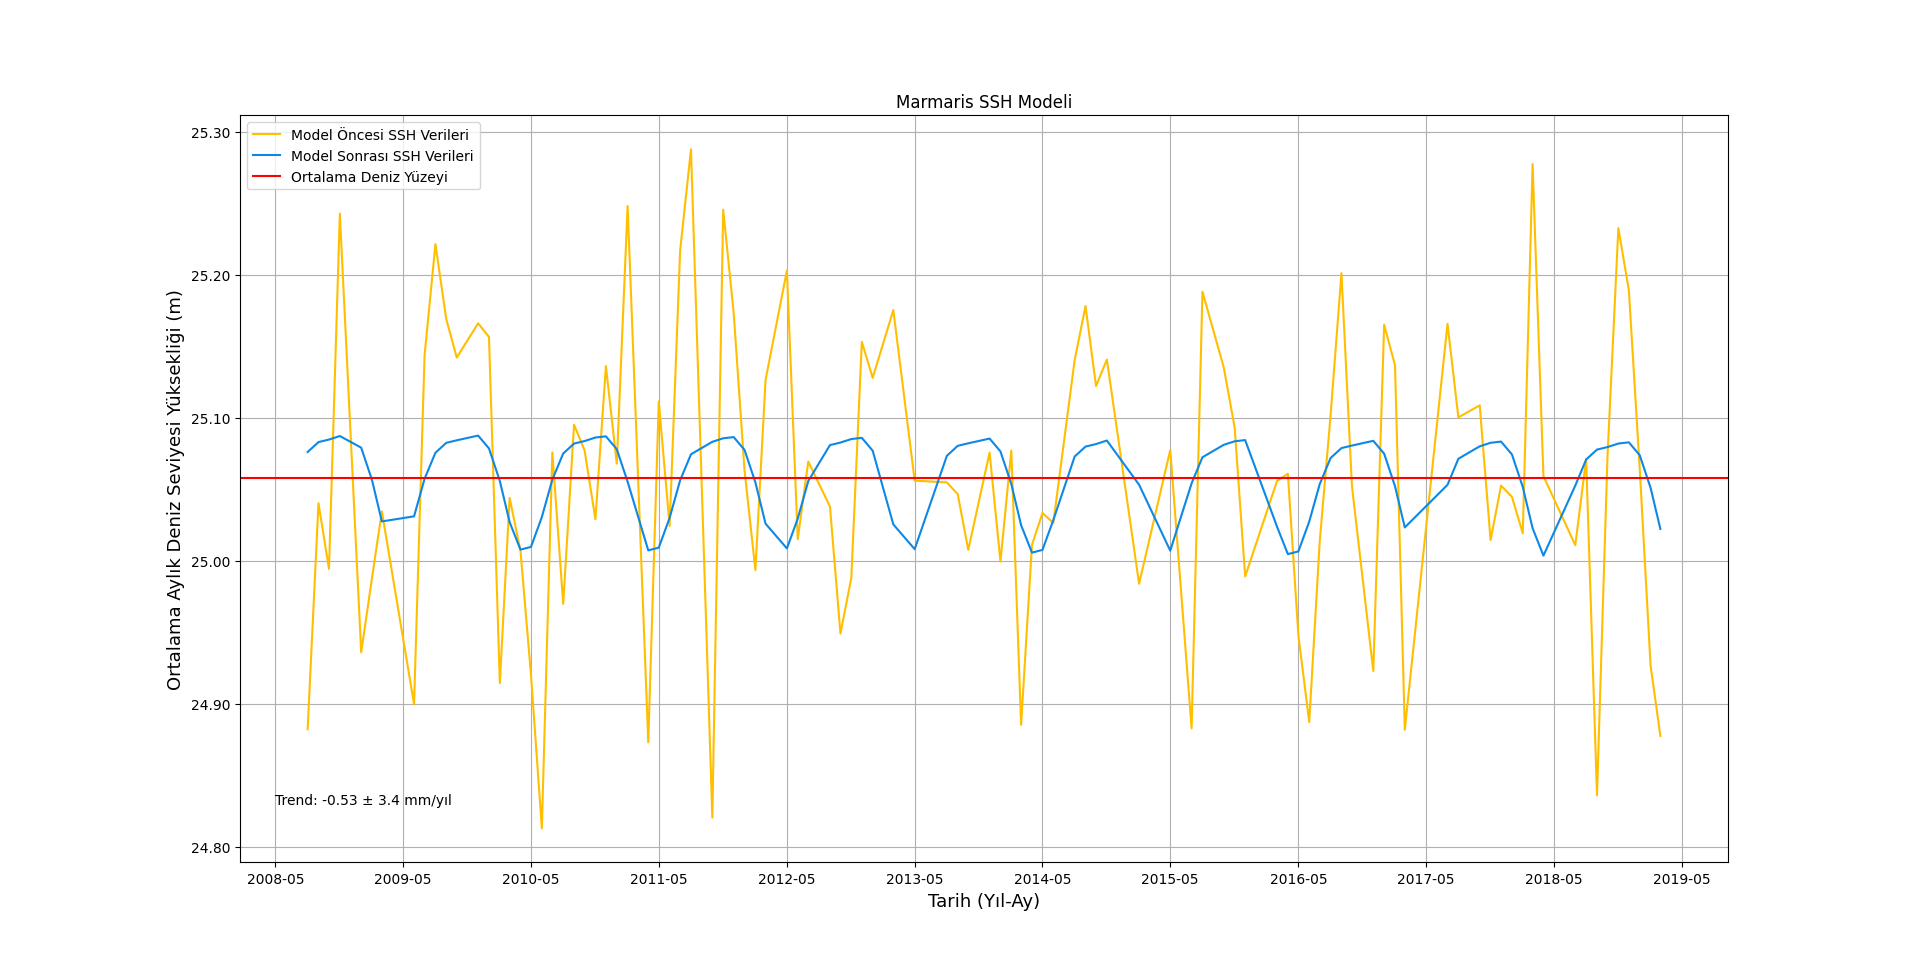 Marmaris SSH Modeli
Model Öncesi SSH Verileri
Model Sonrası SSH Verileri
Ortalama Deniz Yüzeyi
Ortalama Aylık Deniz Seviyesi Yüksekliği (m)
25.30
25.20
25.10
25.00
24.90
24.80
Trend: -0.53 ± 3.4 mm/yıl
2008-05 2009-05 2010-05 2011-05 2012-05 2013-05 2014-05 2015-05 2016-05 2017-05 2018-05 2019-05
Tarih (Yıl-Ay)